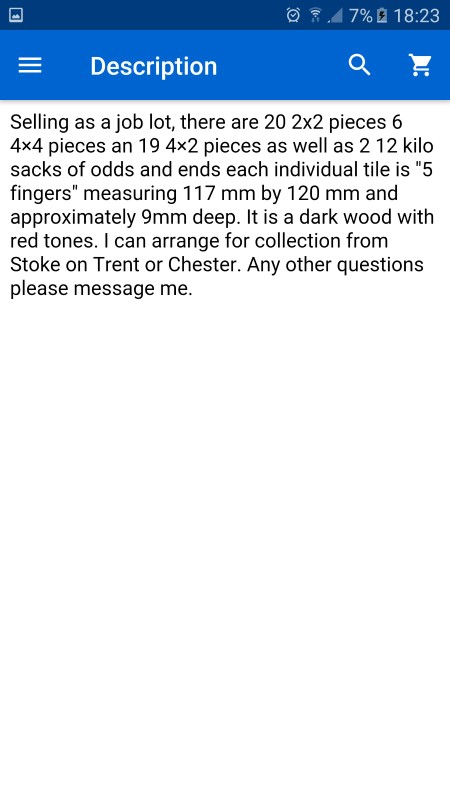 7% 18:23
Description
Selling as a job lot, there are 20 2x2 pieces 6
4×4 pieces an 19 4×2 pieces as well as 2 12 kilo
sacks of odds and ends each individual tile is "5
fingers" measuring 117 mm by 120 mm and
approximately 9mm deep. It is a dark wood with
red tones. I can arrange for collection from
Stoke on Trent or Chester. Any other questions
please message me.